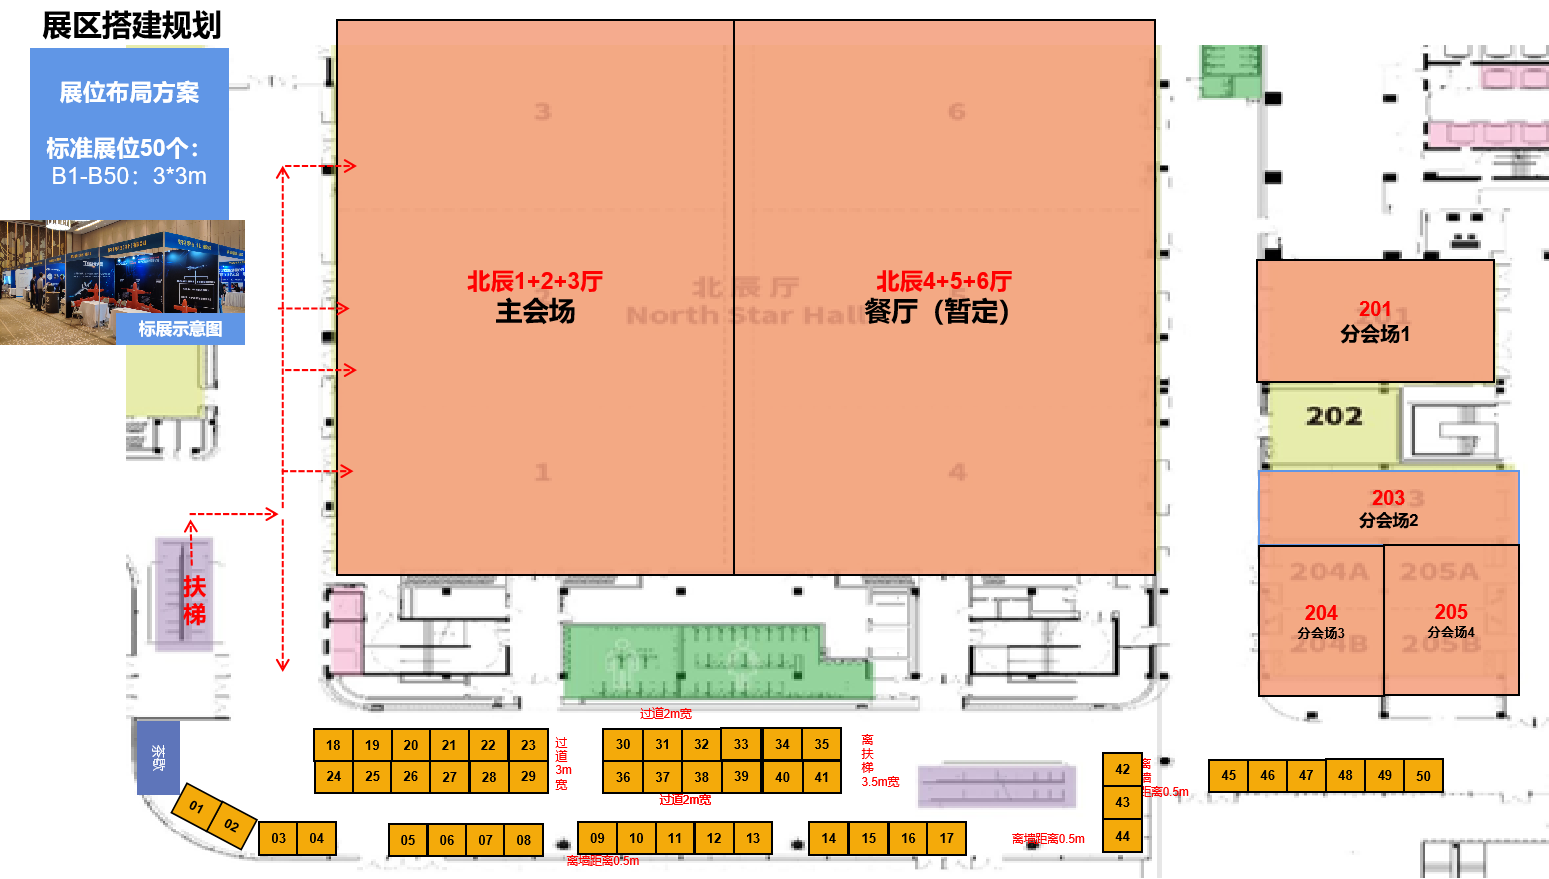 展区搭建规划
展位布局方案
标准展位50个：
B1-B50：3*3m
标展示意图
3
6
北辰1+2+3厅
主会场
北辰厅
North Star Hall
北辰4+5+6厅
餐厅（暂定）
1
4
201
分会场1
202
203
分会场2
204A
205A
204
分会场3
205
分会场4
204B
205B
扶
梯
茶歇
过道2m宽
18 19 20 21 22 23
24 25 26 27 28 29
过
道
3m
宽
30 31 32 33 34 35
36 37 38 39 40 41
过道2m宽
离
扶
梯
3.5m宽
42
43
44
离
墙
距离0.5m
45 46 47 48 49 50
01 02
03 04
05 06 07 08
09 10 11 12 13
离墙距离0.5m
14 15 16 17
离墙距离0.5m